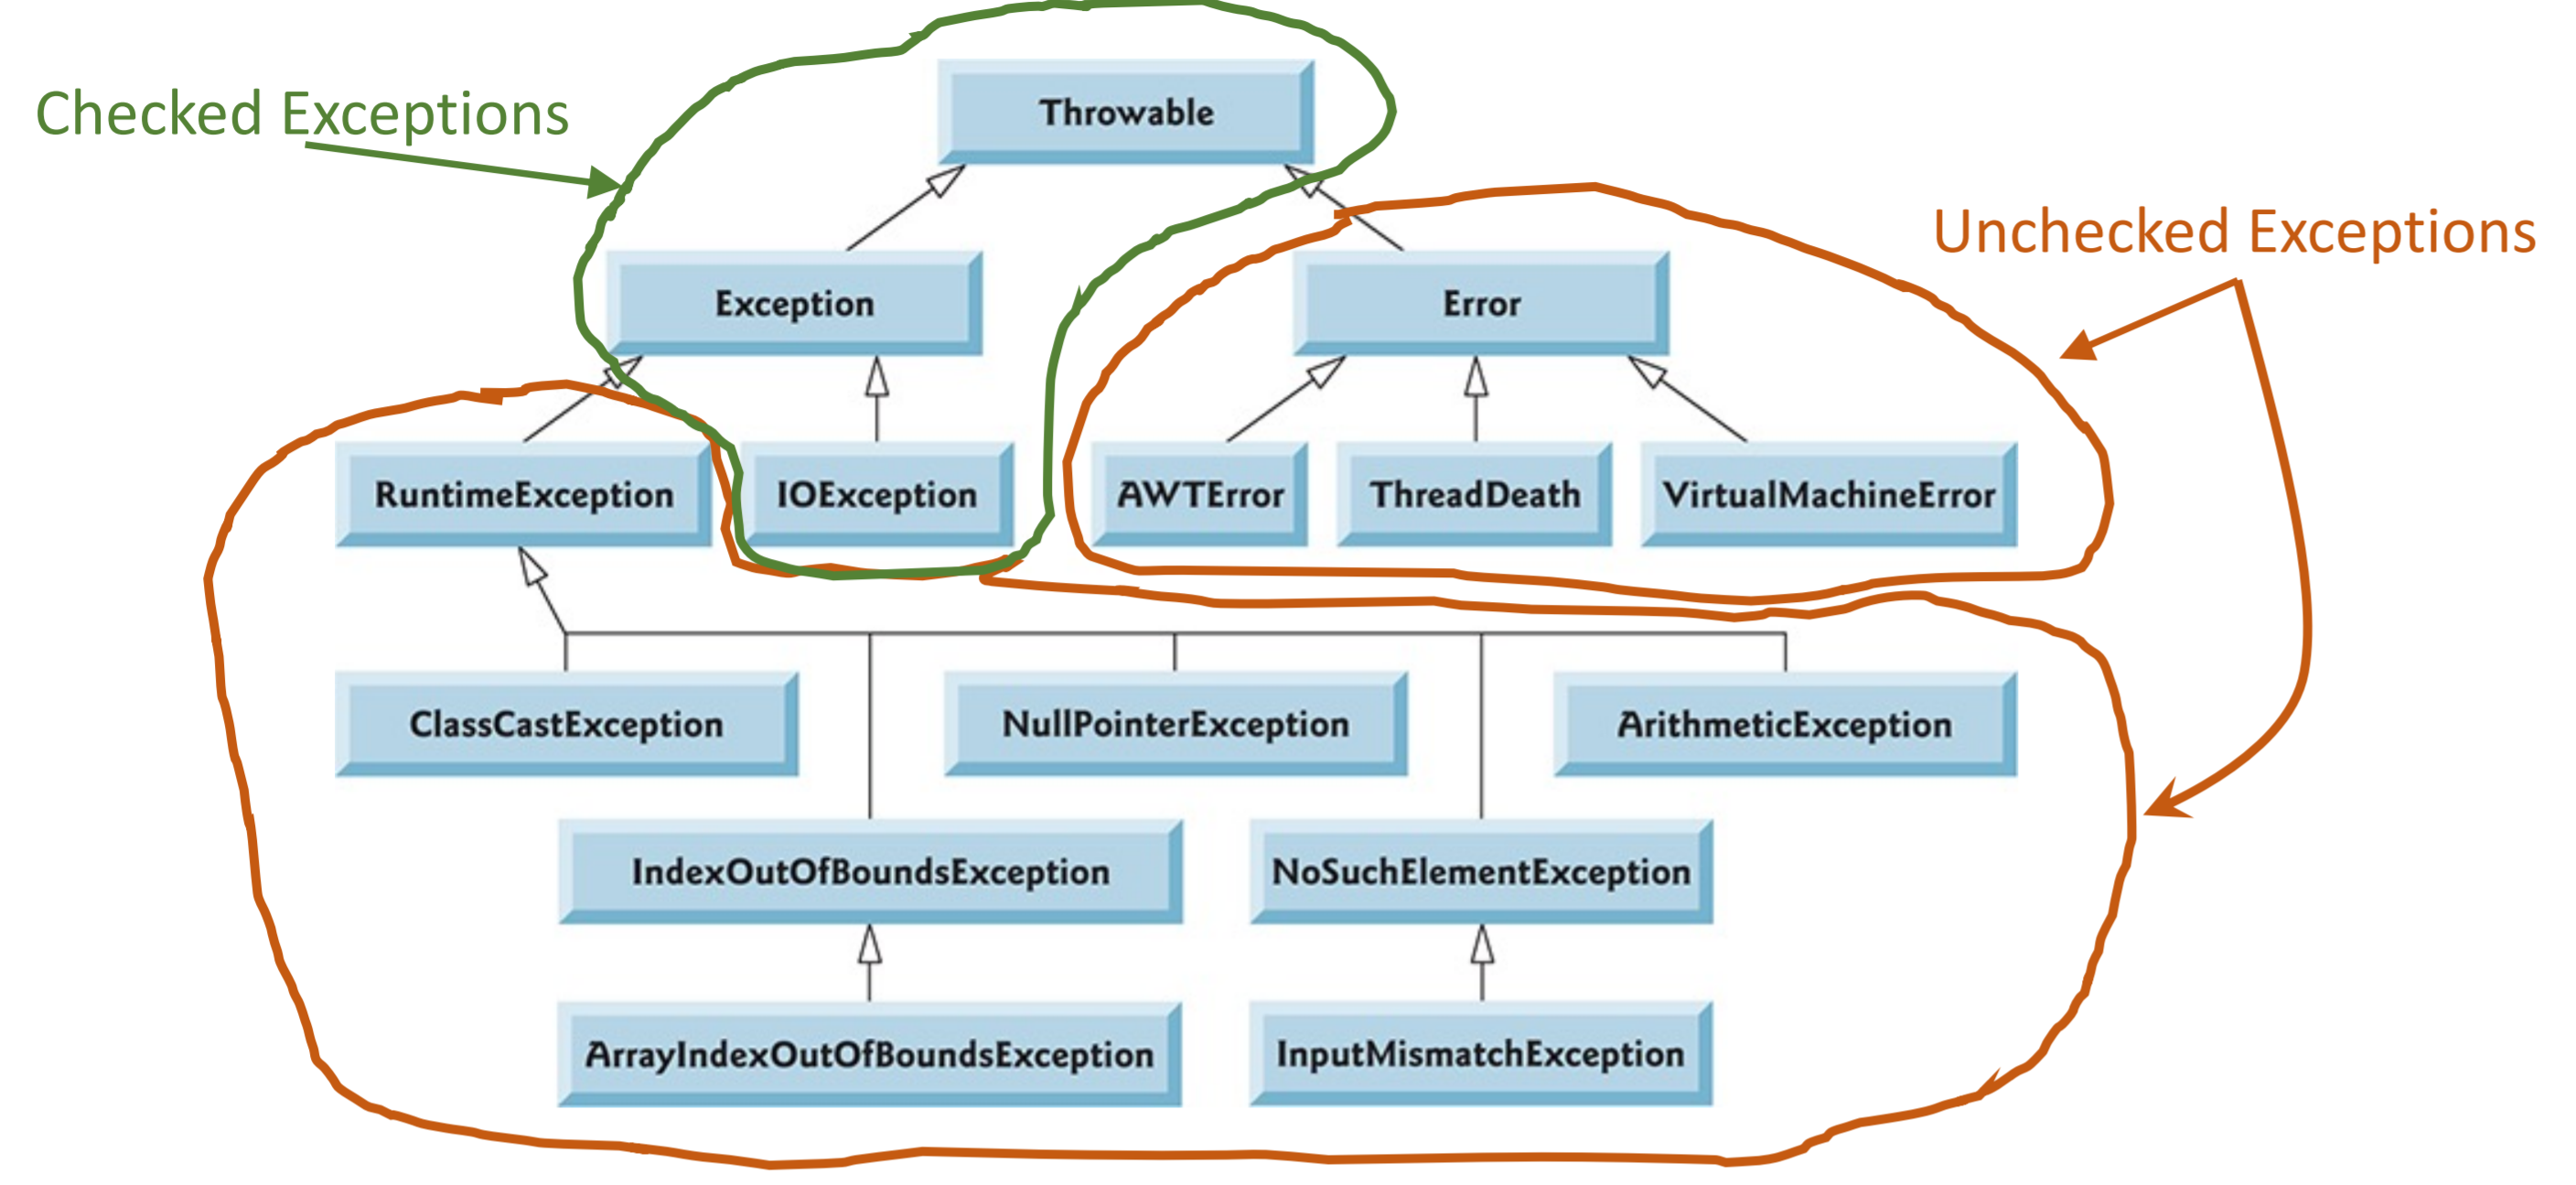 Checked Exceptions
Throwable
Unchecked Exceptions
Exception
Error
RuntimeException
IOException
AWTError
ThreadDeath
VirtualMachineError
ClassCastException
NullPointerException
ArithmeticException
IndexOutOfBoundsException
NoSuchElementException
ArrayIndexOutOfBoundsException
InputMismatchException